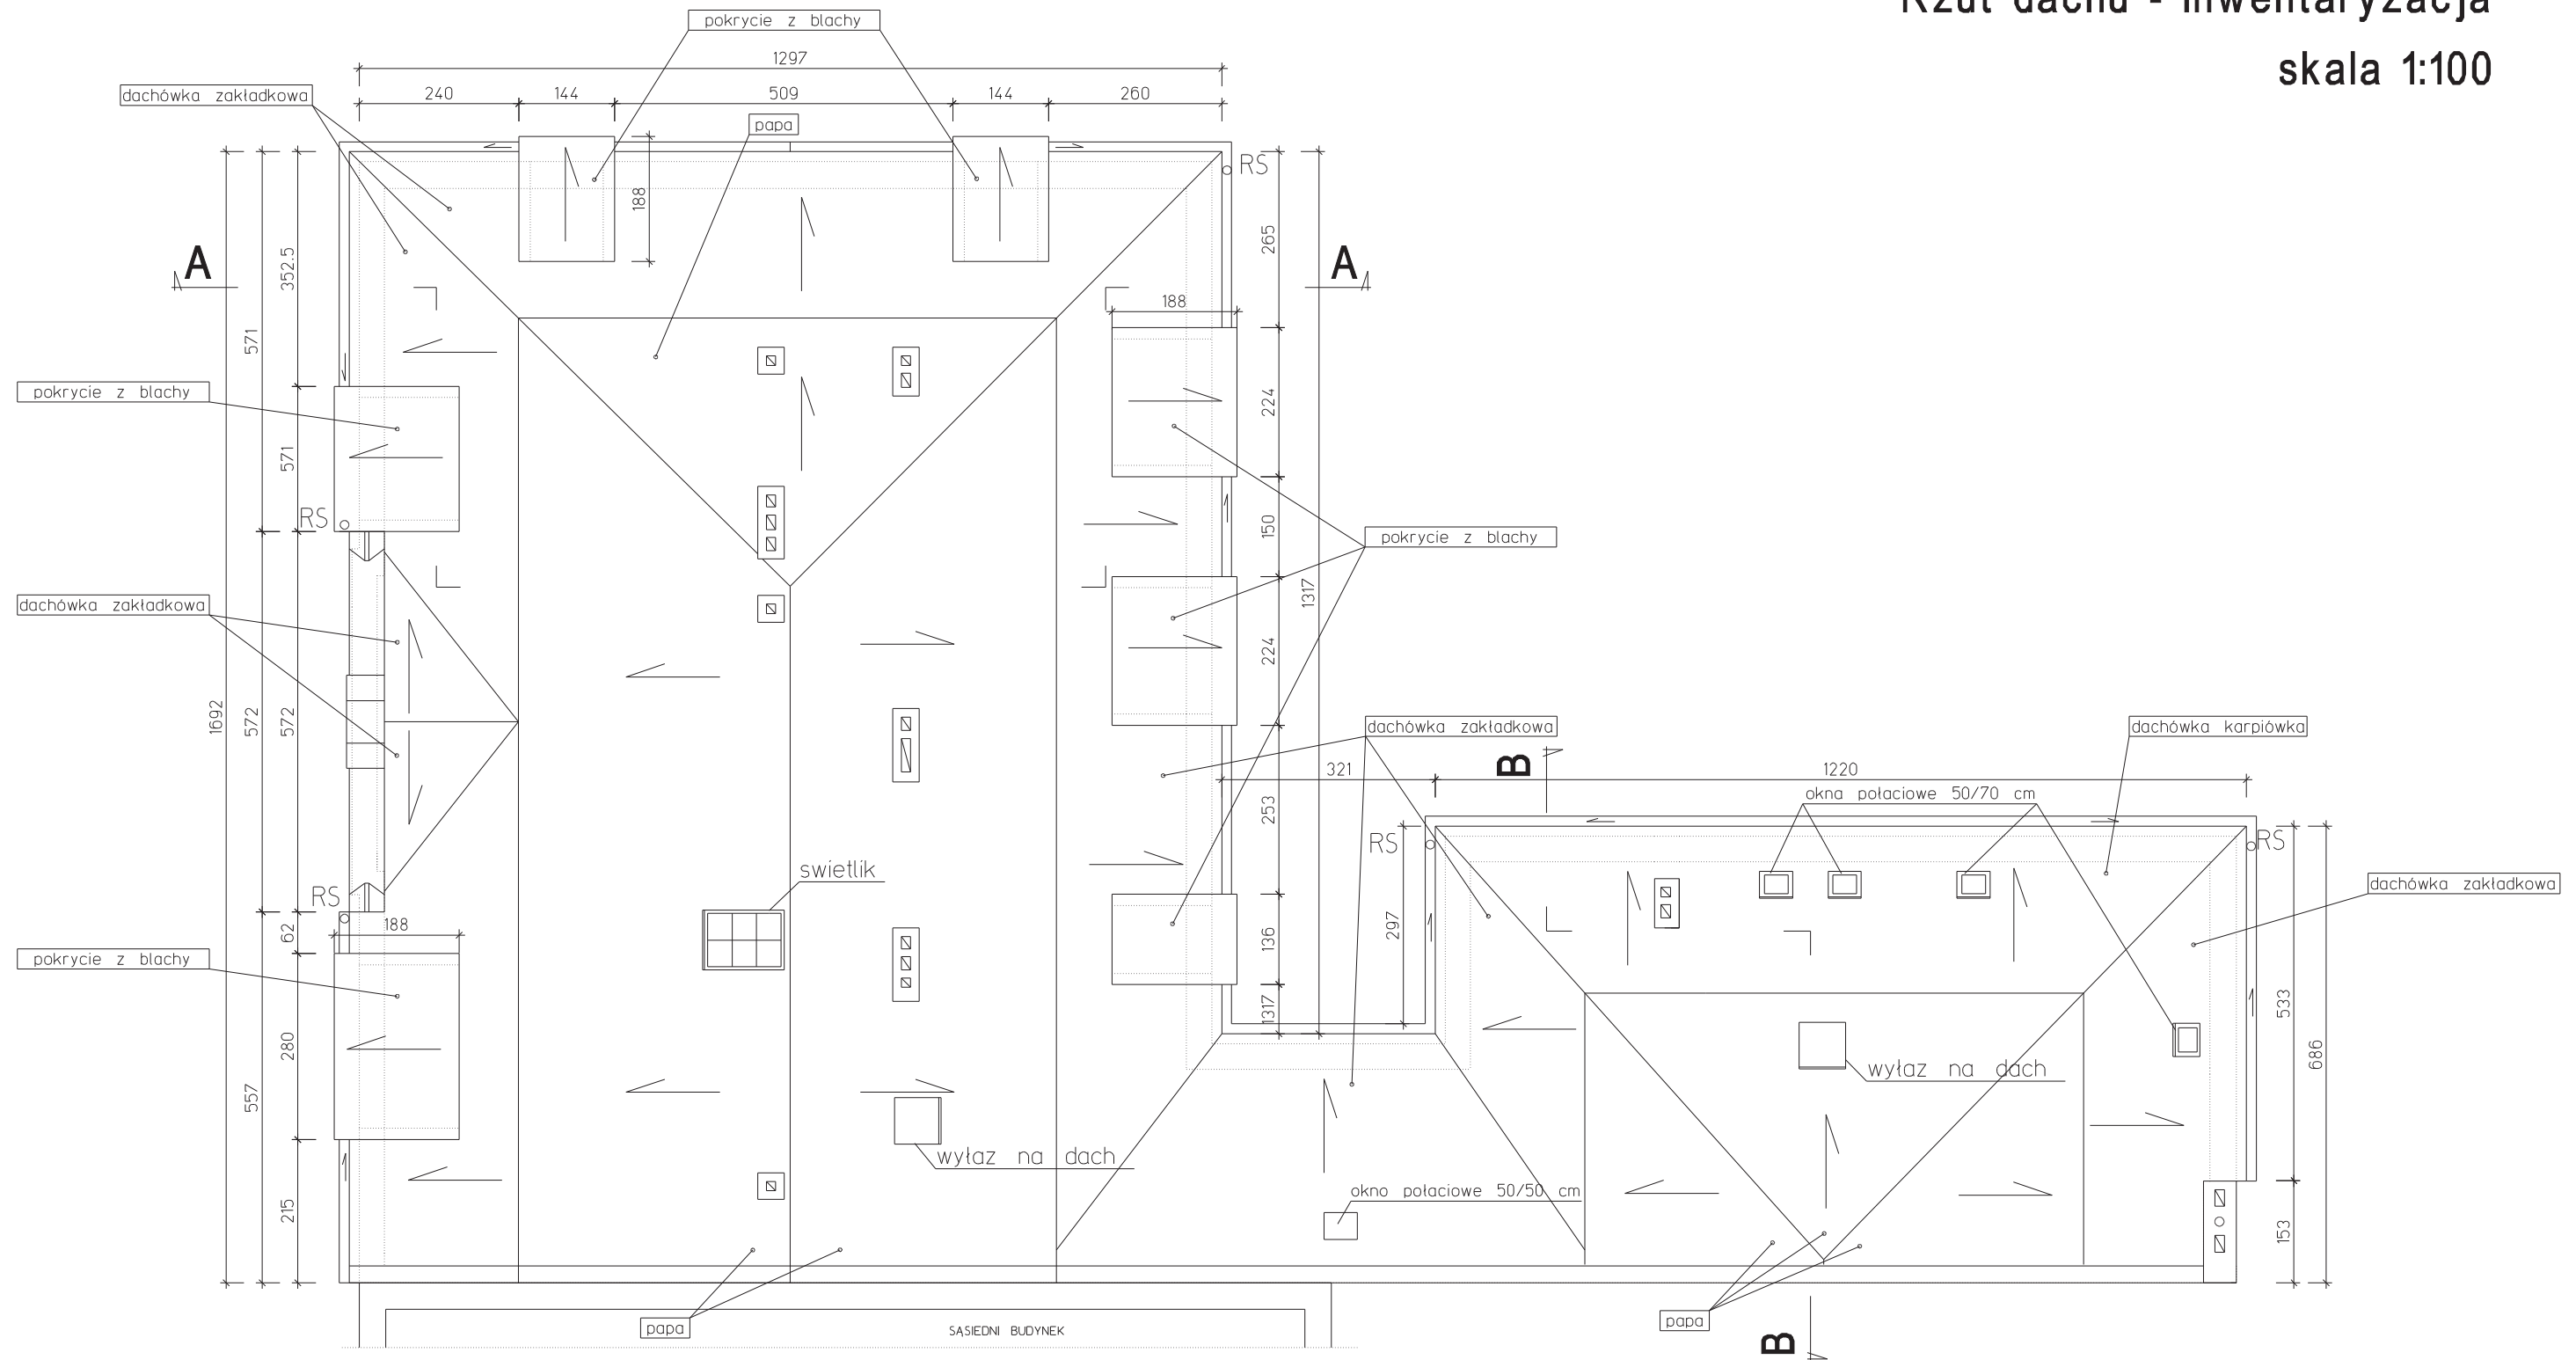 Rzut dachu - inwentaryzacja
skala 1:100
pokrycie z blachy
1297
dachówka zakładkowa
240
144
509
144
260
papa
RS
188
265
A
A
352.5
188
571
pokrycie z blachy
224
571
RS
150
pokrycie z blachy
1317
dachówka zakładkowa
224
1692
572
572
dachówka zakładkowa
dachówka karpiówka
B
321
1220
okna połaciowe 50/70 cm
253
RS
RS
swietlik
dachówka zakładkowa
RS
188
62
297
136
pokrycie z blachy
1317
533
280
686
wyłaz na dach
557
wyłaz na dach
okno połaciowe 50/50 cm
215
153
papa
SĄSIEDNI BUDYNEK
papa
B